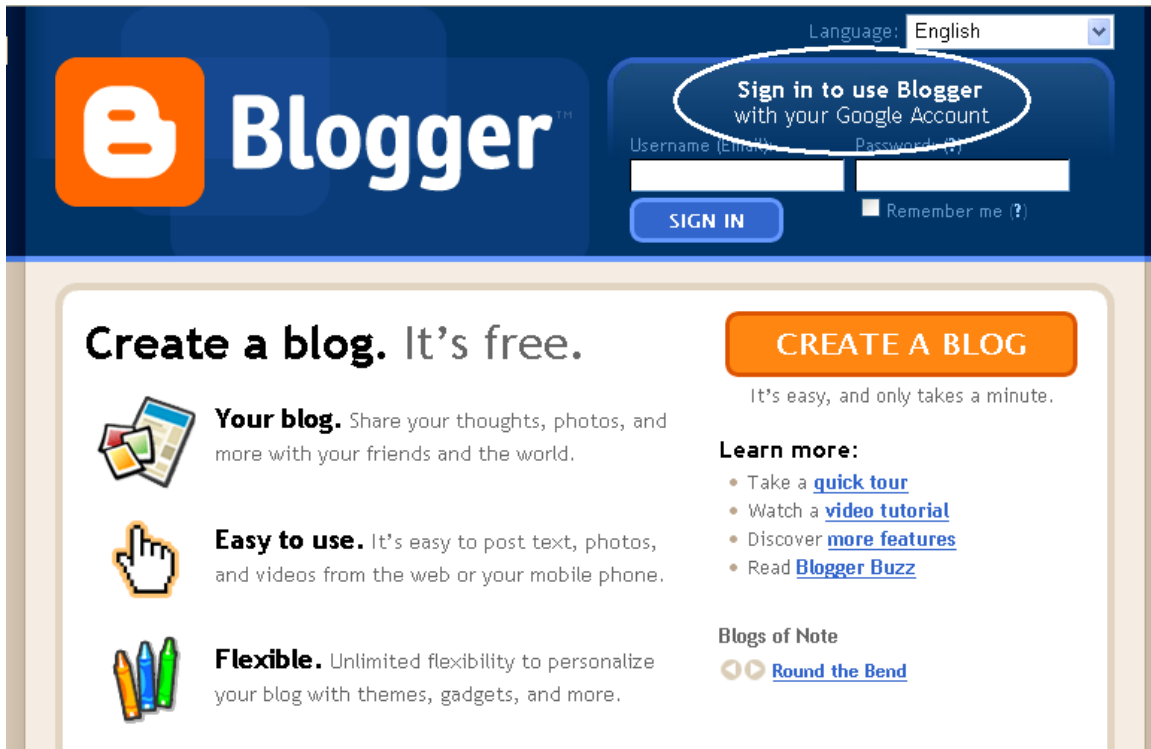 Language: English
Blogger™
Sign in to use Blogger
with your Google Account
Username (Email):
Password: (?)
SIGN IN
Remember me (?)
Create a blog. It's free.
Your blog. Share your thoughts, photos, and
more with your friends and the world.
Easy to use. It's easy to post text, photos,
and videos from the web or your mobile phone.
Flexible. Unlimited flexibility to personalize
your blog with themes, gadgets, and more.
CREATE A BLOG
It's easy, and only takes a minute.
Learn more:
• Take a quick tour
• Watch a video tutorial
• Discover more features
• Read Blogger Buzz
Blogs of Note
Round the Bend